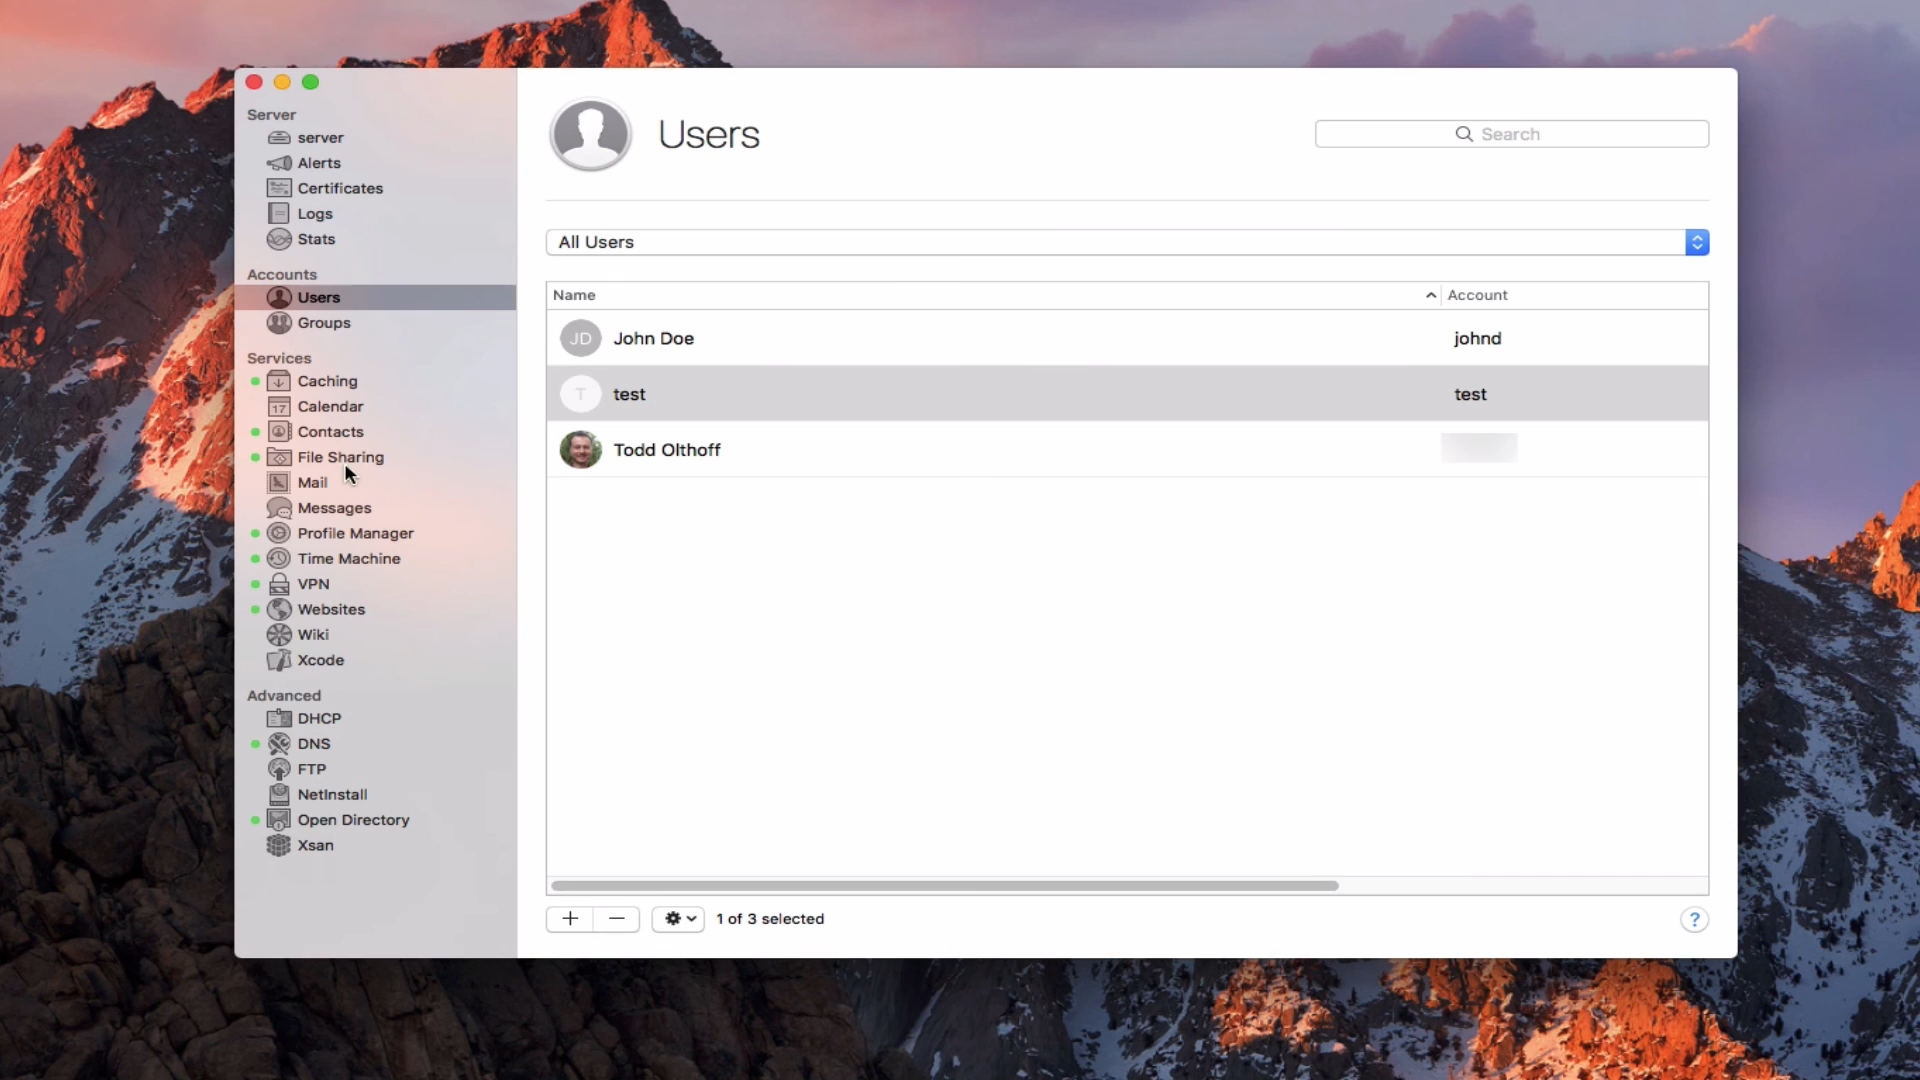 Server
server
Alerts
Certificates
Logs
Stats
Accounts
Users
Groups
Services
Caching
17 Calendar
Contacts
File Sharing
Mail
Messages
Profile Manager
Time Machine
VPN
Websites
Wiki
Xcode
Advanced
DHCP
DNS
FTP
NetInstall
Open Directory
Xsan
Users
Search
All Users
Name Account
JD John Doe johnd
T test test
Todd Olthoff
1 of 3 selected
?